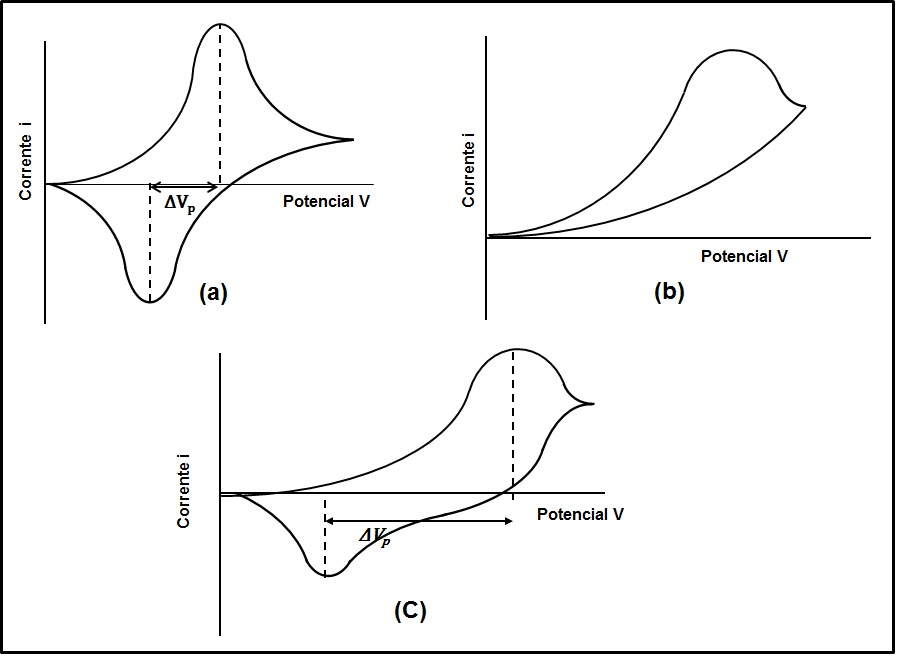 Corrente i
ΔVp
Potencial V
(a)
Corrente i
Potencial V
(b)
Corrente i
ΔVp
Potencial V
(C)